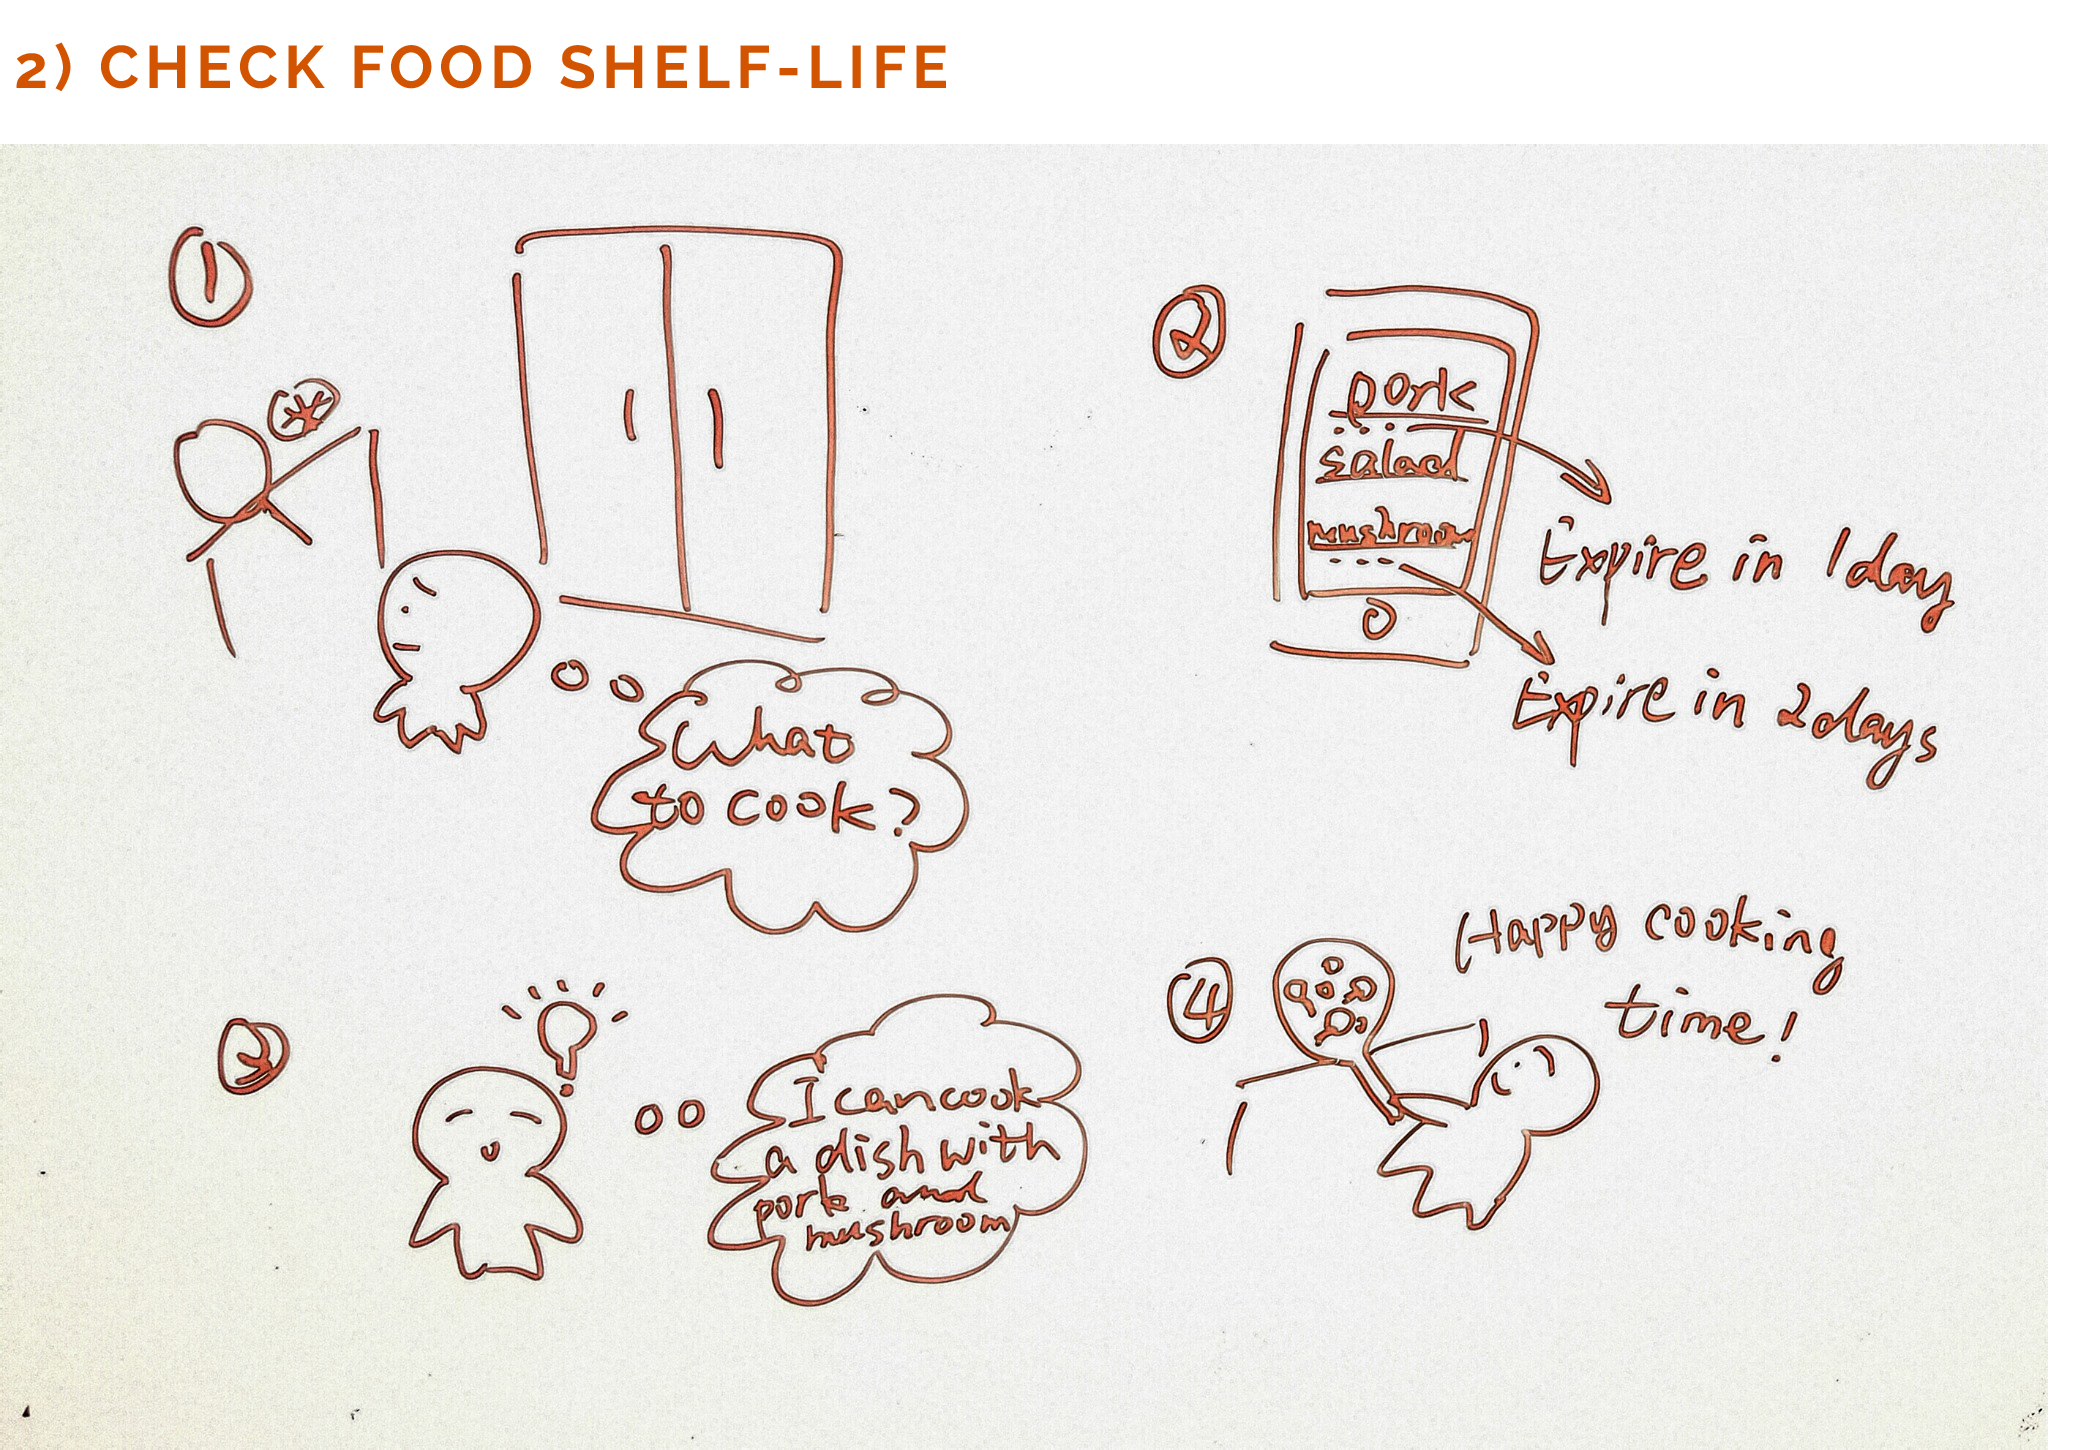 2) CHECK FOOD SHELF-LIFE
1
What
to cook?
2
pork
salad
mushroom
Expire in 1day
Expire in 2days
3
I can cook
a dish with
pork and
mushroom
4
Happy cooking
time!